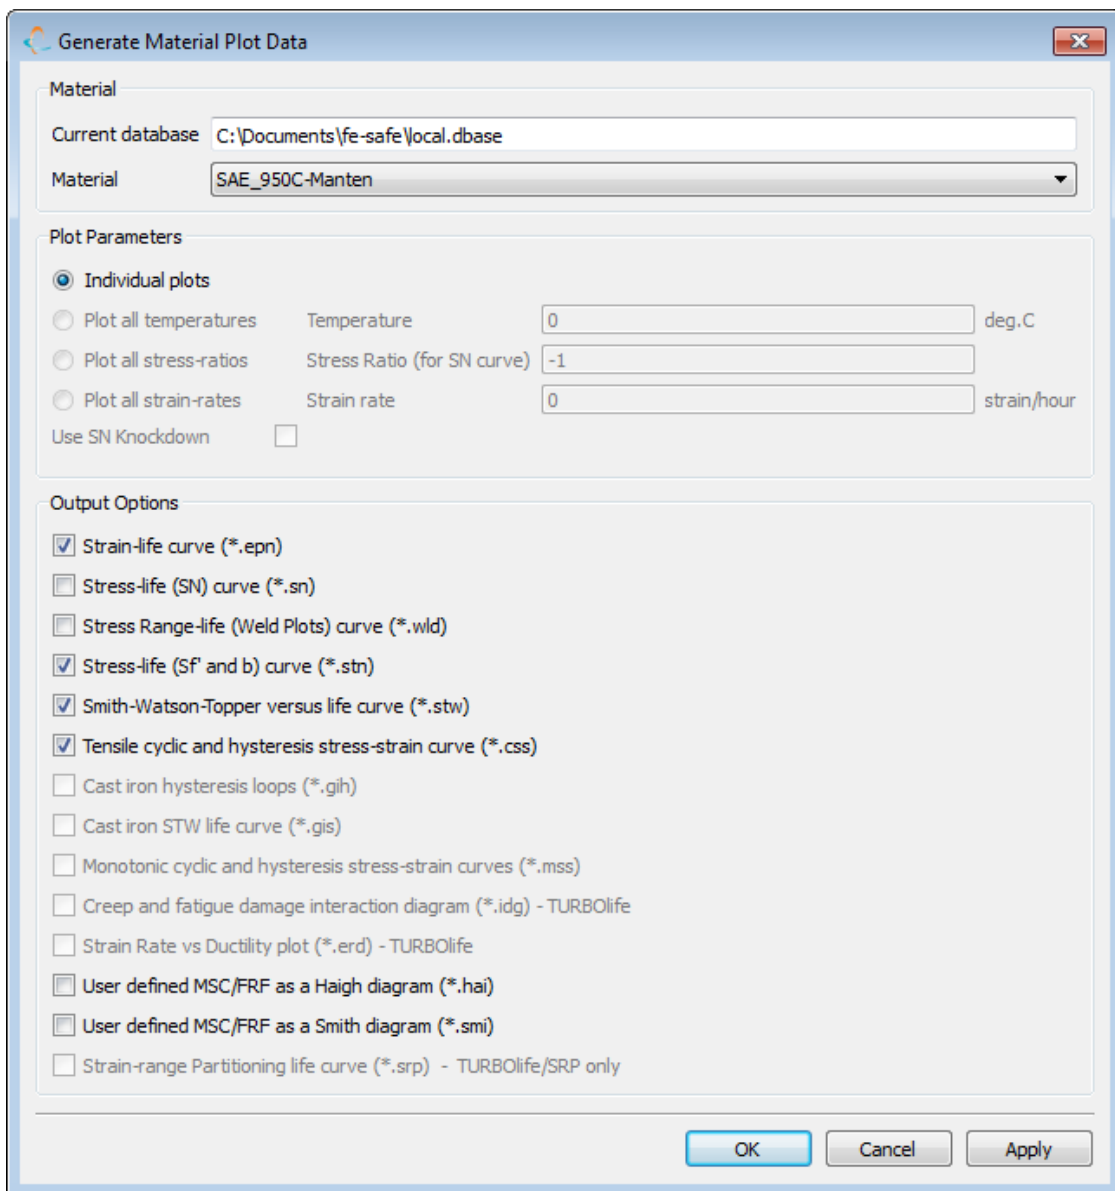 Generate Material Plot Data
Material
Current database C:\Documents\fe-safe\local.dbase
Material SAE_950C-Manten
Plot Parameters
Individual plots
Plot all temperatures Temperature 0 deg.C
Plot all stress-ratios Stress Ratio (for SN curve) -1
Plot all strain-rates Strain rate 0 strain/hour
Use SN Knockdown
Output Options
Strain-life curve (*.epn)
Stress-life (SN) curve (*.sn)
Stress Range-life (Weld Plots) curve (*.wld)
Stress-life (Sf' and b) curve (*.stn)
Smith-Watson-Topper versus life curve (*.stw)
Tensile cyclic and hysteresis stress-strain curve (*.css)
Cast iron hysteresis loops (*.gih)
Cast iron STW life curve (*.gis)
Monotonic cyclic and hysteresis stress-strain curves (*.mss)
Creep and fatigue damage interaction diagram (*.idg) - TURBOlife
Strain Rate vs Ductility plot (*.erd) - TURBOlife
User defined MSC/FRF as a Haigh diagram (*.hai)
User defined MSC/FRF as a Smith diagram (*.smi)
Strain-range Partitioning life curve (*.srp) - TURBOlife/SRP only
OK Cancel Apply